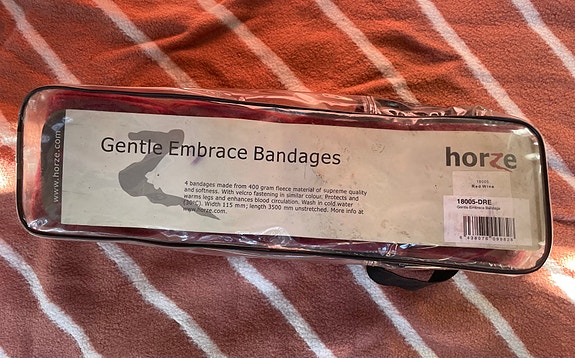 www.horze.com
Gentle Embrace Bandages
4 bandages made from 400 gram fleece material of supreme quality
and softness. With velcro fastening in similar colour. Protects and
warms legs and enhances blood circulation. Wash in cold water
(30°C). Width 115 mm; length 3500 mm unstretched. More info at
www.horze.com.
horze
18005
Red Wine
18005-DRE
Gentle Embrace Bandage